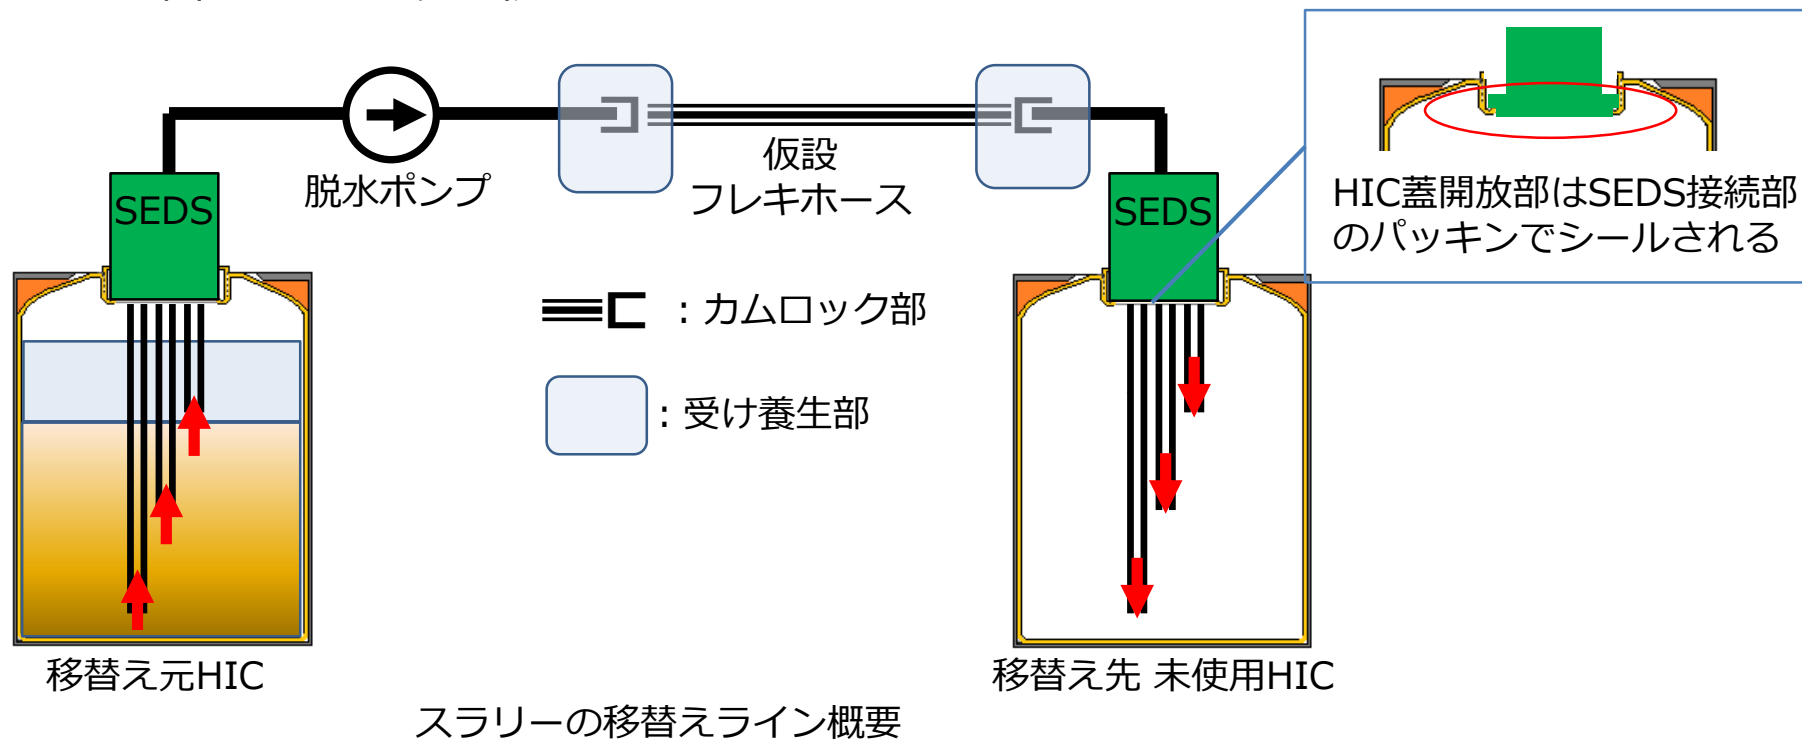 脱水ポンプ
仮設
フレキホース
SEDS
SEDS
HIC蓋開放部はSEDS接続部
のパッキンでシールされる
：カムロック部
：受け養生部
移替え元HIC
移替え先 未使用HIC
スラリーの移替えライン概要